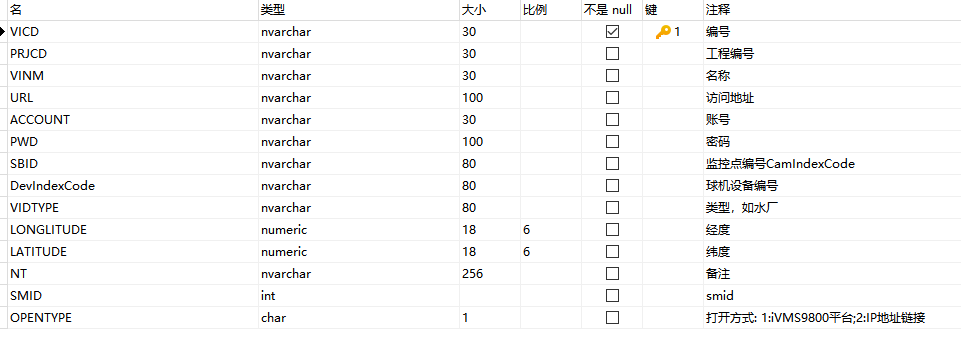 名 类型 大小 比例 不是 null 键 注释
VICD nvarchar 30 1 编号
PRJCD nvarchar 30 工程编号
VINM nvarchar 30 名称
URL nvarchar 100 访问地址
ACCOUNT nvarchar 30 账号
PWD nvarchar 100 密码
SBID nvarchar 80 监控点编号CamIndexCode
DevIndexCode nvarchar 80 球机设备编号
VIDTYPE nvarchar 80 类型，如水厂
LONGLITUDE numeric 18 6 经度
LATITUDE numeric 18 6 纬度
NT nvarchar 256 备注
SMID int smid
OPENTYPE char 1 打开方式: 1:iVMS9800平台;2:IP地址链接